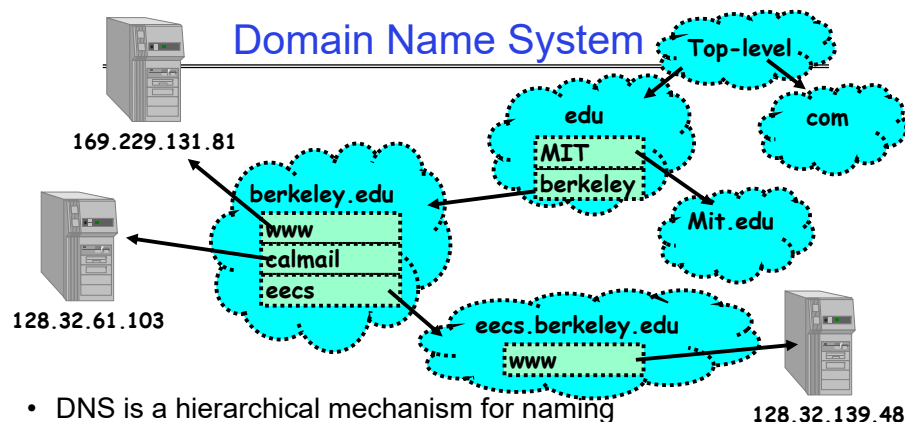 Domain Name System
Top-level
edu
com
169.229.131.81
MIT
berkeley
berkeley.edu
Mit.edu
www
calmail
eecs
128.32.61.103
eecs.berkeley.edu
www
• DNS is a hierarchical mechanism for naming
128.32.139.48